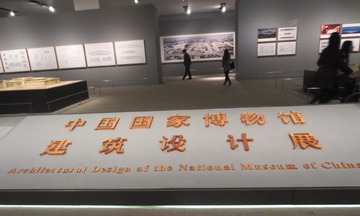 中国国家博物馆
建筑设计展
Architectural Design of the National Museum of China